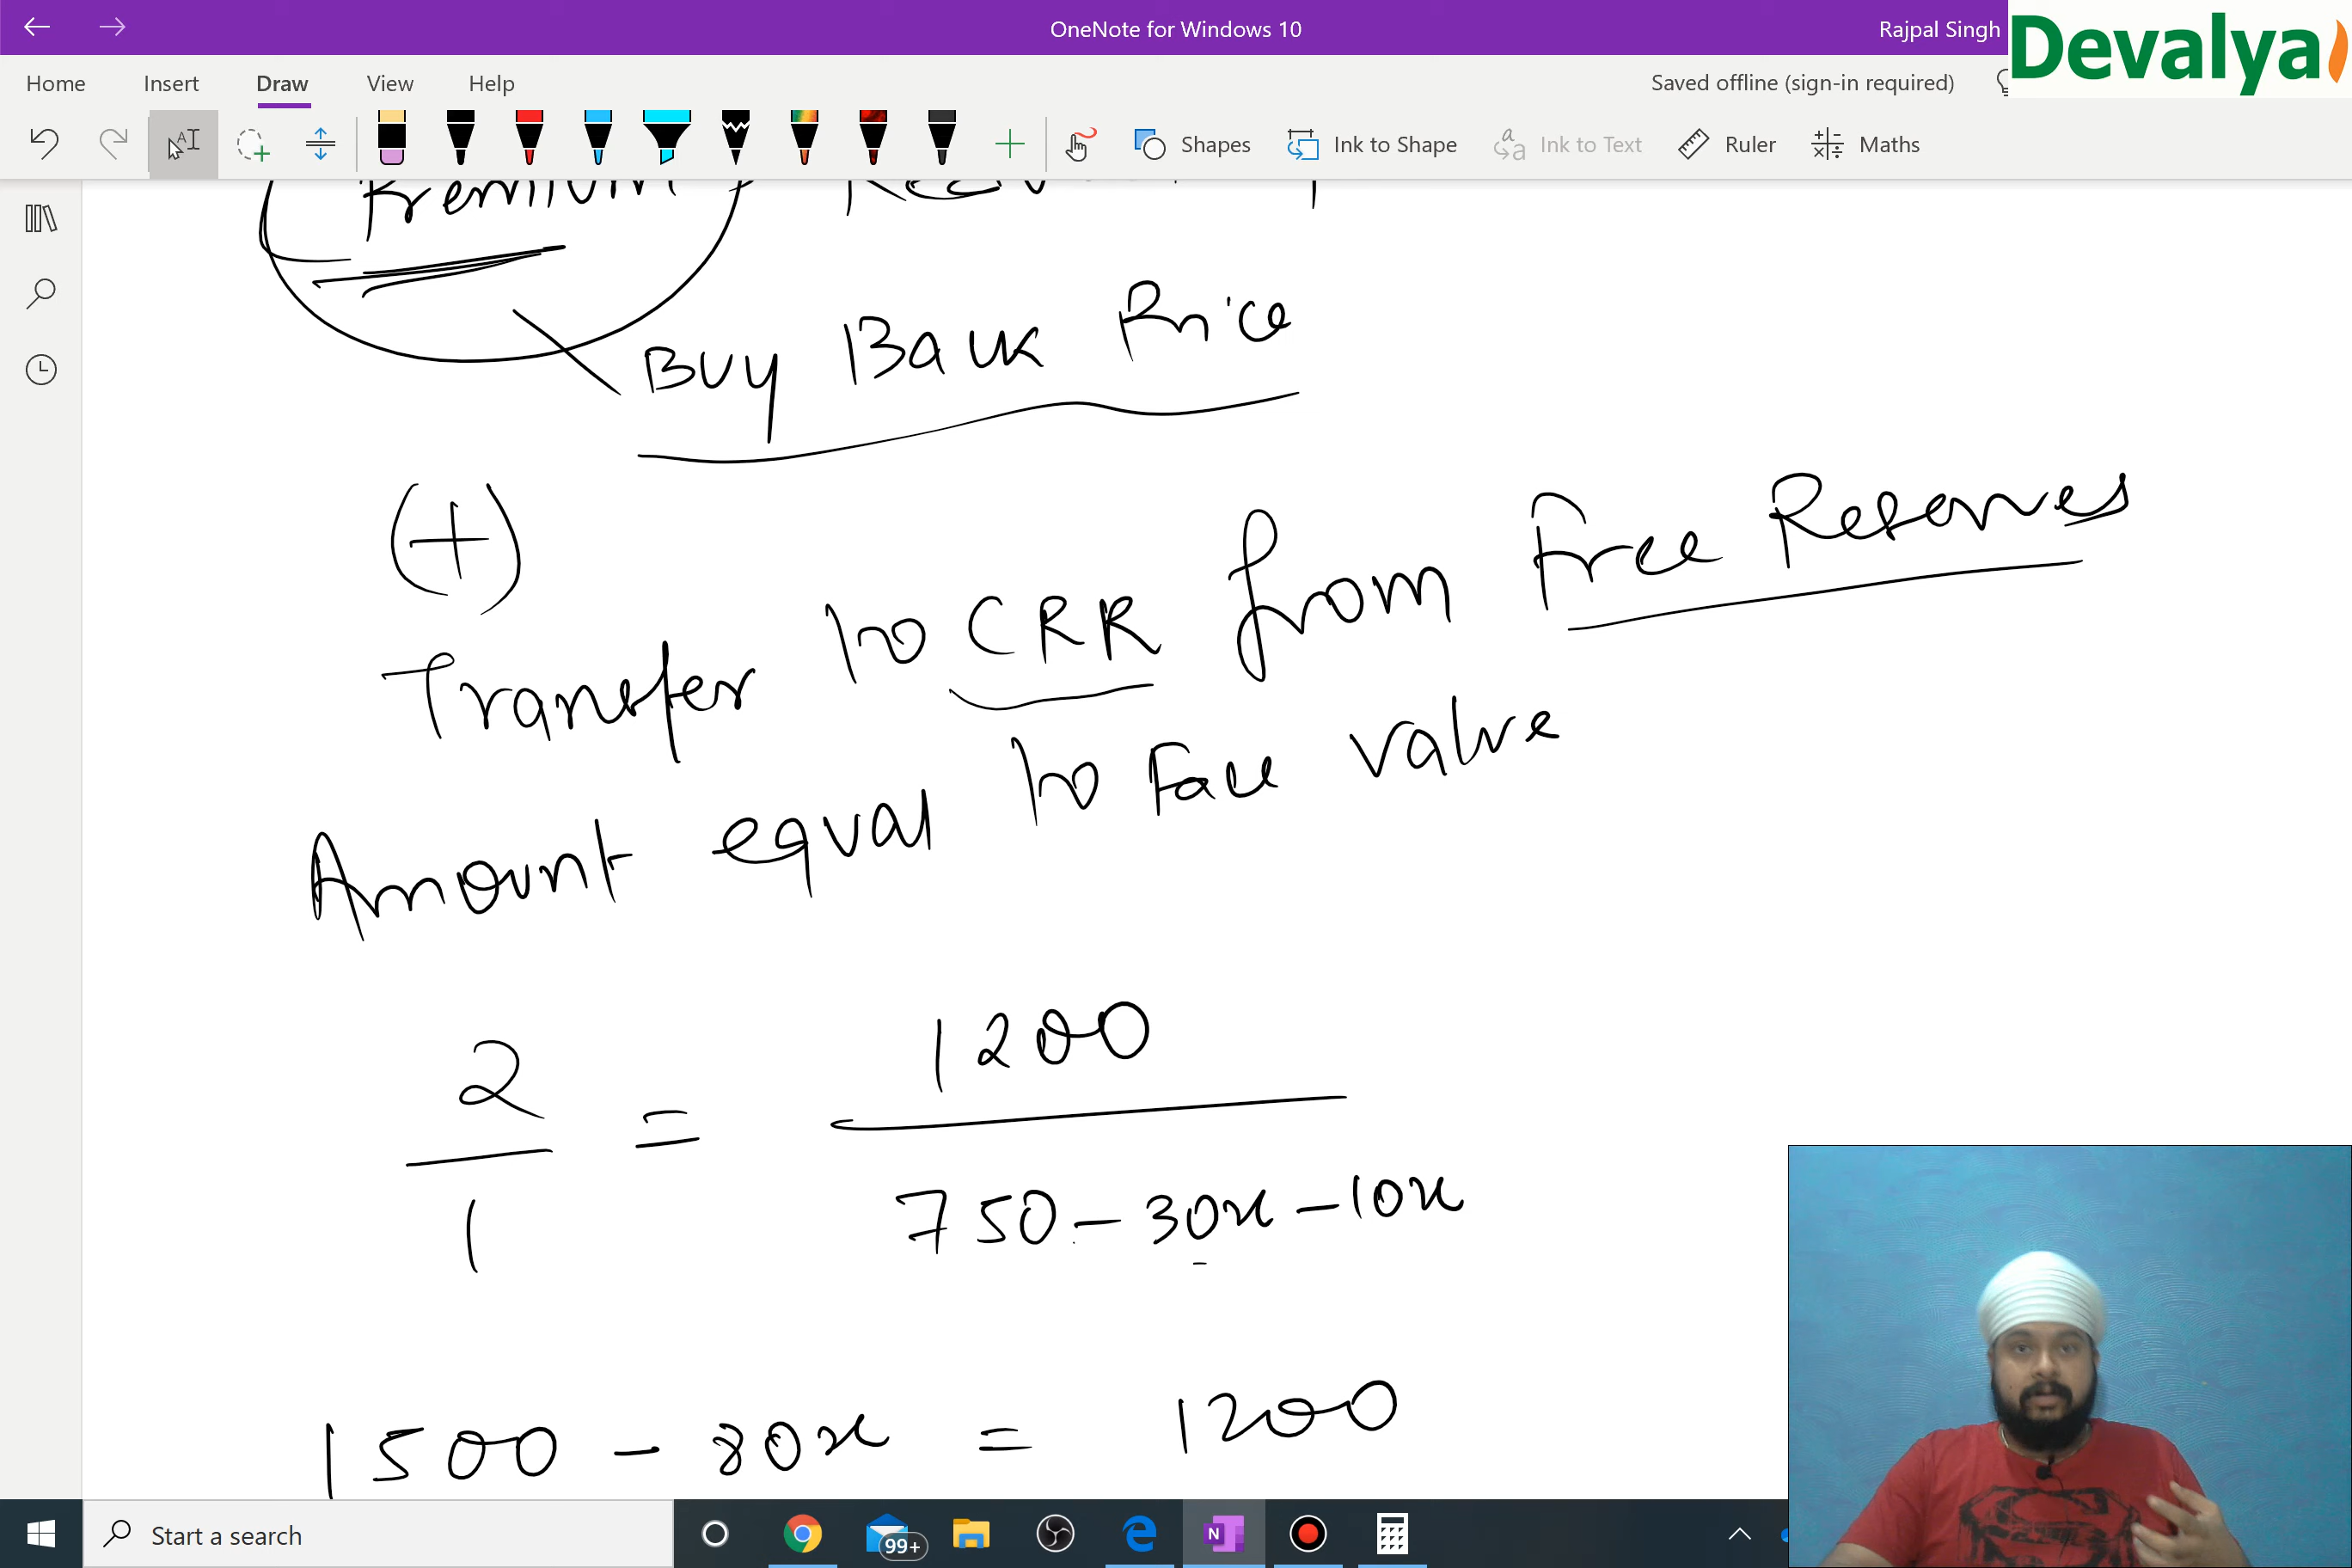 OneNote for Windows 10
Rajpal Singh
Devalya
Home Insert Draw View Help
Saved offline (sign-in required)
Shapes Ink to Shape Ink to Text Ruler Maths
Premium
Buy Back Price
(+)
Transfer to CRR from Free Reserves
Amount equal to Face value
2/1 = 1200/750-30x-10x
1500 - 80x = 1200
Start a search
99+
N